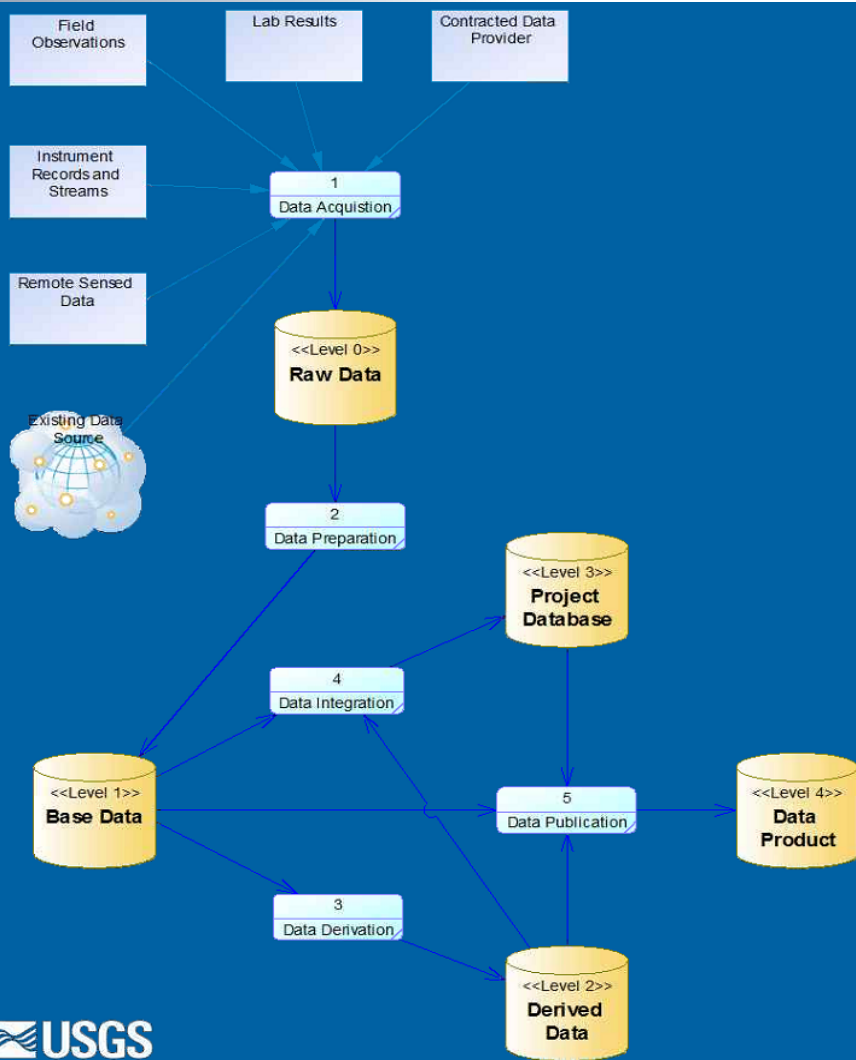 Field
Observations
Lab Results
Contracted Data
Provider
Instrument
Records and
Streams
1
Data Acquistion
Remote Sensed
Data
<<Level 0>>
Raw Data
Existing Data
Source
2
Data Preparation
<<Level 3>>
Project
Database
4
Data Integration
<<Level 1>>
Base Data
5
Data Publication
<<Level 4>>
Data
Product
3
Data Derivation
<<Level 2>>
Derived
Data
USGS